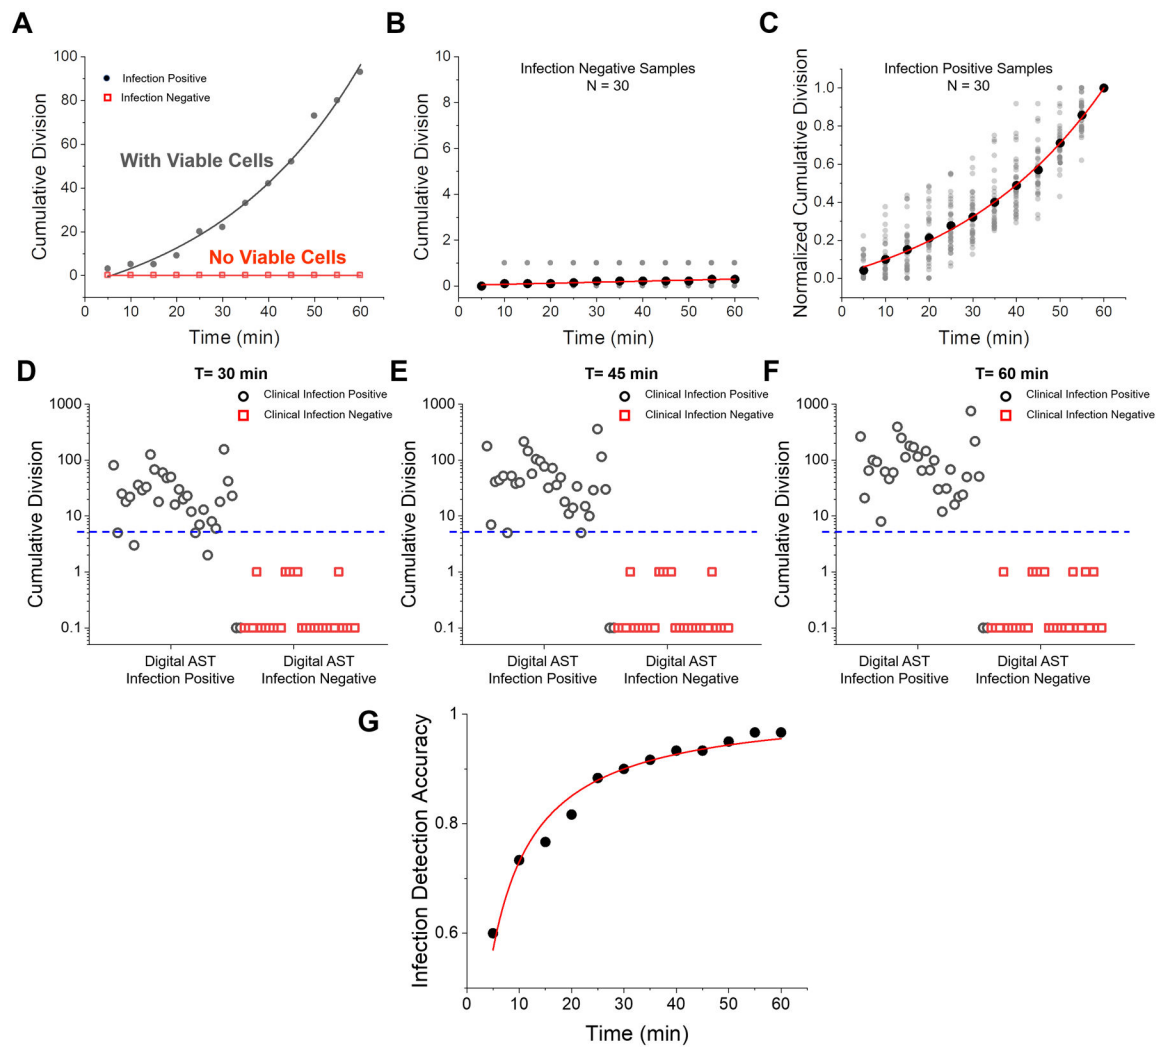 A
Cumulative Division
100
80
60
40
20
0
Infection Positive
Infection Negative
With Viable Cells
No Viable Cells
0 10 20 30 40 50 60
Time (min)
B
Cumulative Division
10
8
6
4
2
0
Infection Negative Samples
N = 30
0 10 20 30 40 50 60
Time (min)
C
Normalized Cumulative Division
1.0
0.8
0.6
0.4
0.2
0.0
Infection Positive Samples
N = 30
0 10 20 30 40 50 60
Time (min)
D
T= 30 min
Clinical Infection Positive
Clinical Infection Negative
Cumulative Division
1000
100
10
1
0.1
Digital AST
Infection Positive
Digital AST
Infection Negative
E
T= 45 min
Clinical Infection Positive
Clinical Infection Negative
Cumulative Division
1000
100
10
1
0.1
Digital AST
Infection Positive
Digital AST
Infection Negative
F
T= 60 min
Clinical Infection Positive
Clinical Infection Negative
Cumulative Division
1000
100
10
1
0.1
Digital AST
Infection Positive
Digital AST
Infection Negative
G
Infection Detection Accuracy
1
0.8
0.6
0 10 20 30 40 50 60
Time (min)